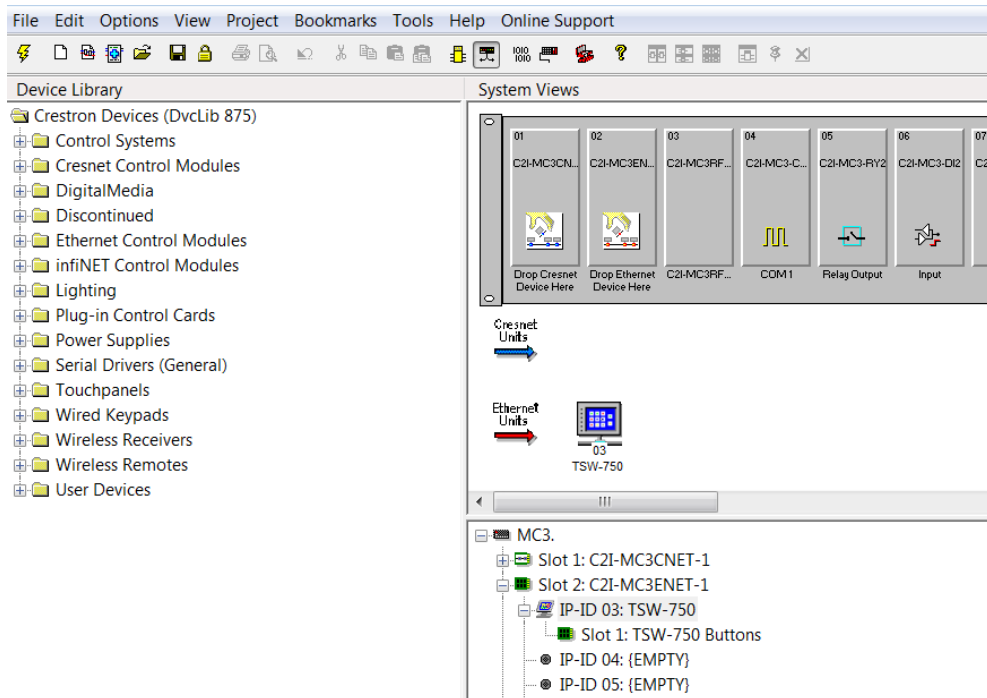 File Edit Options View Project Bookmarks Tools Help Online Support
Device Library
Crestron Devices (DvcLib 875)
Control Systems
Cresnet Control Modules
DigitalMedia
Discontinued
Ethernet Control Modules
infiNET Control Modules
Lighting
Plug-in Control Cards
Power Supplies
Serial Drivers (General)
Touchpanels
Wired Keypads
Wireless Receivers
Wireless Remotes
User Devices
System Views
01 02 03 04 05 06 07
C2I-MC3CN... C2I-MC3EN... C2I-MC3RF... C2I-MC3-C... C2I-MC3-RY2 C2I-MC3-DI2 C2
Drop Cresnet Drop Ethernet C2I-MC3RF... COM 1 Relay Output Input
Device Here Device Here
Cresnet
Units
Ethernet
Units
03
TSW-750
MC3.
Slot 1: C2I-MC3CNET-1
Slot 2: C2I-MC3ENET-1
IP-ID 03: TSW-750
Slot 1: TSW-750 Buttons
IP-ID 04: {EMPTY}
IP-ID 05: {EMPTY}